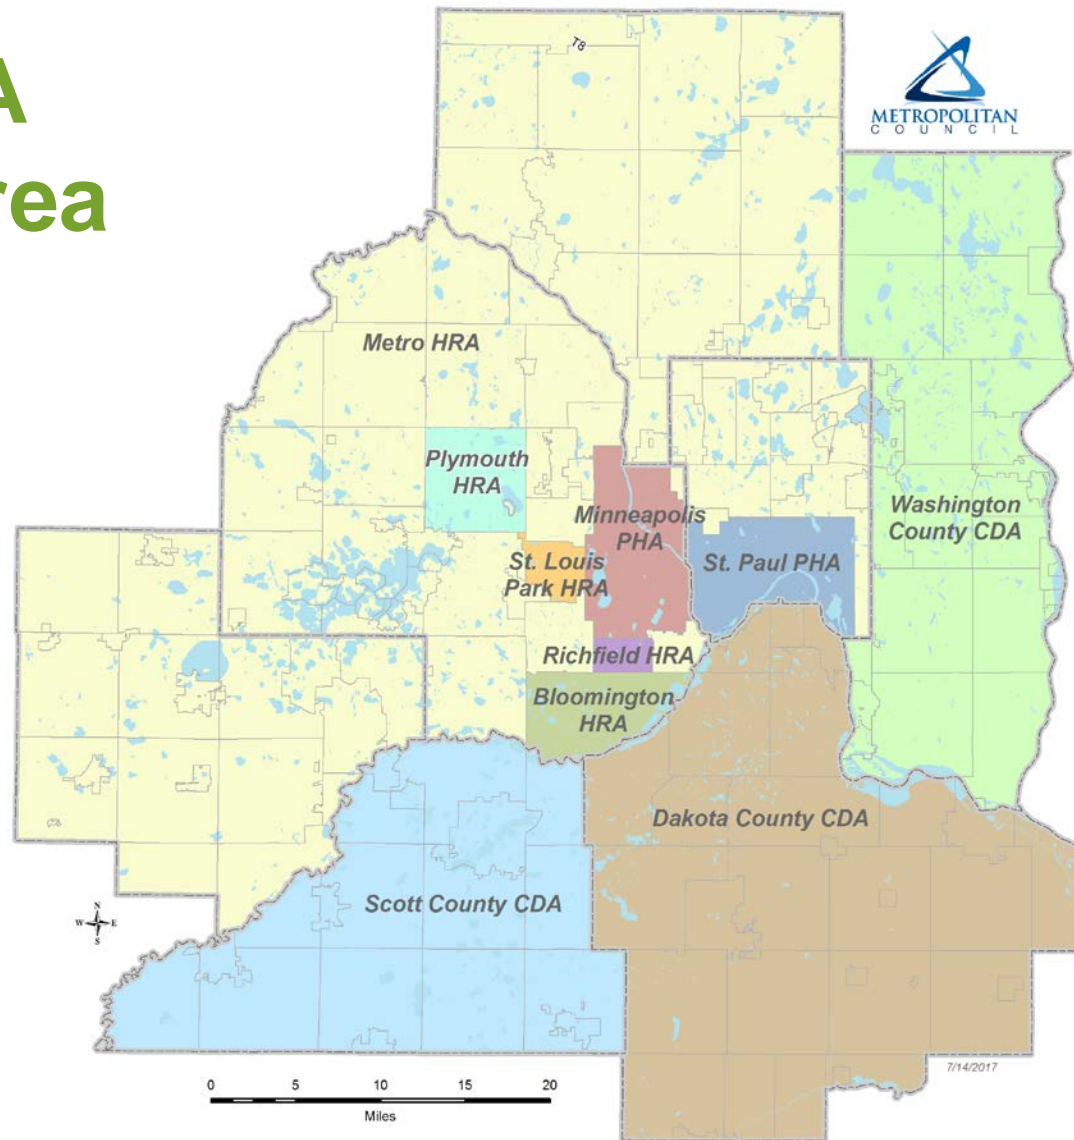 A
rea
METROPOLITAN
COUNCIL
T8
Metro HRA
Plymouth
HRA
Minneapolis
PHA
Washington
County CDA
St. Louis
Park HRA
St. Paul PHA
Richfield HRA
Bloomington
HRA
Dakota County CDA
Scott County CDA
N
W E
S
7/14/2017
0 5 10 15 20
Miles